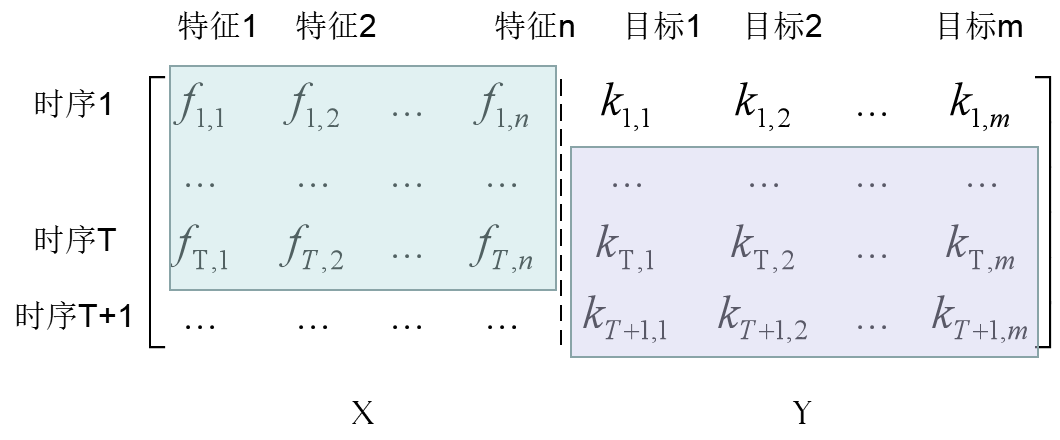 特征1 特征2 特征n 目标1 目标2 目标m
时序1 f1,1 f1,2 ... f1,n k1,1 k1,2 ... k1,m
... ... ... ... ... ... ... ...
时序T fT,1 fT,2 ... fT,n kT,1 kT,2 ... kT,m
时序T+1 ... ... ... ... kT+1,1 kT+1,2 ... kT+1,m
X Y